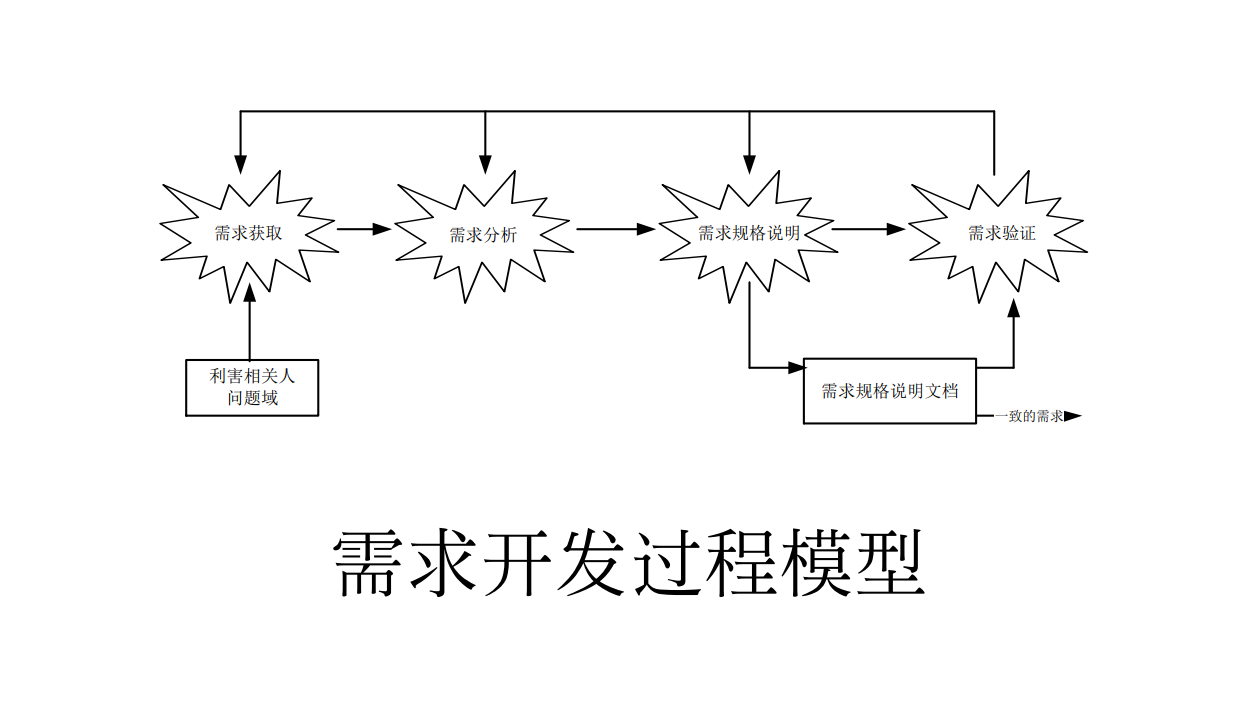 需求获取
需求分析
需求规格说明
需求验证
利害相关人
问题域
需求规格说明文档
一致的需求
需求开发过程模型